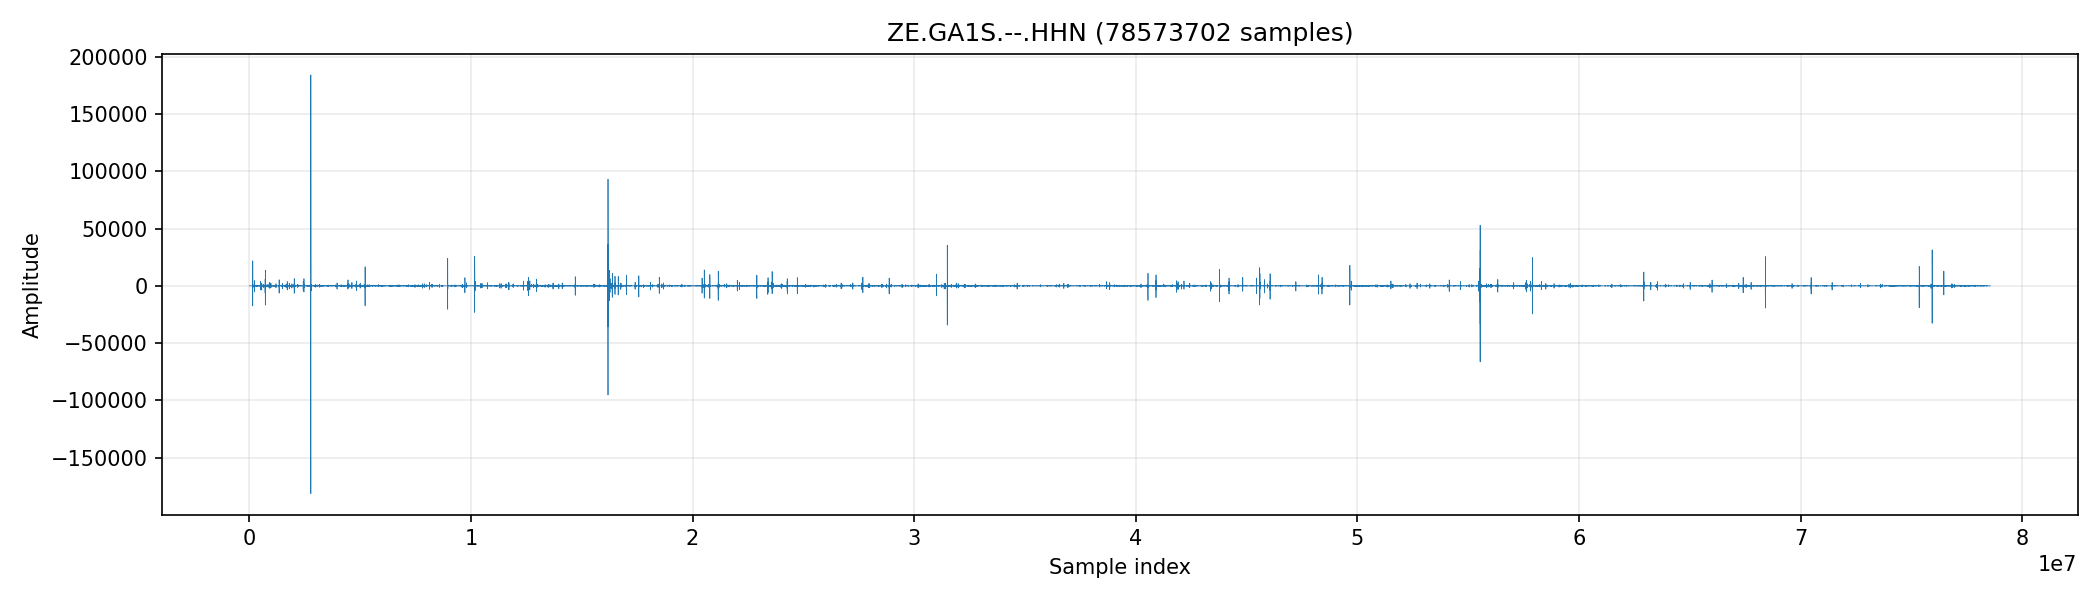 ZE.GA1S.--.HHN (78573702 samples)
200000
150000
100000
50000
0
−50000
−100000
−150000
Amplitude
0 1 2 3 4 5 6 7 8
1e7
Sample index